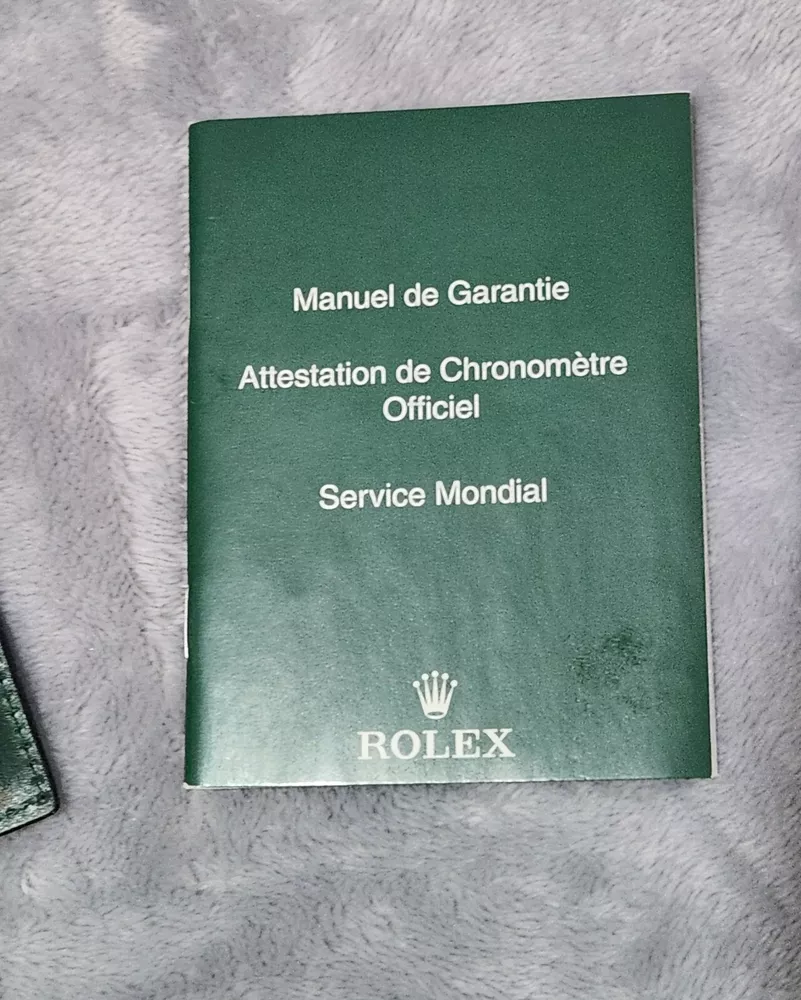 Manuel de Garantie
Attestation de Chronomètre
Officiel
Service Mondial
ROLEX